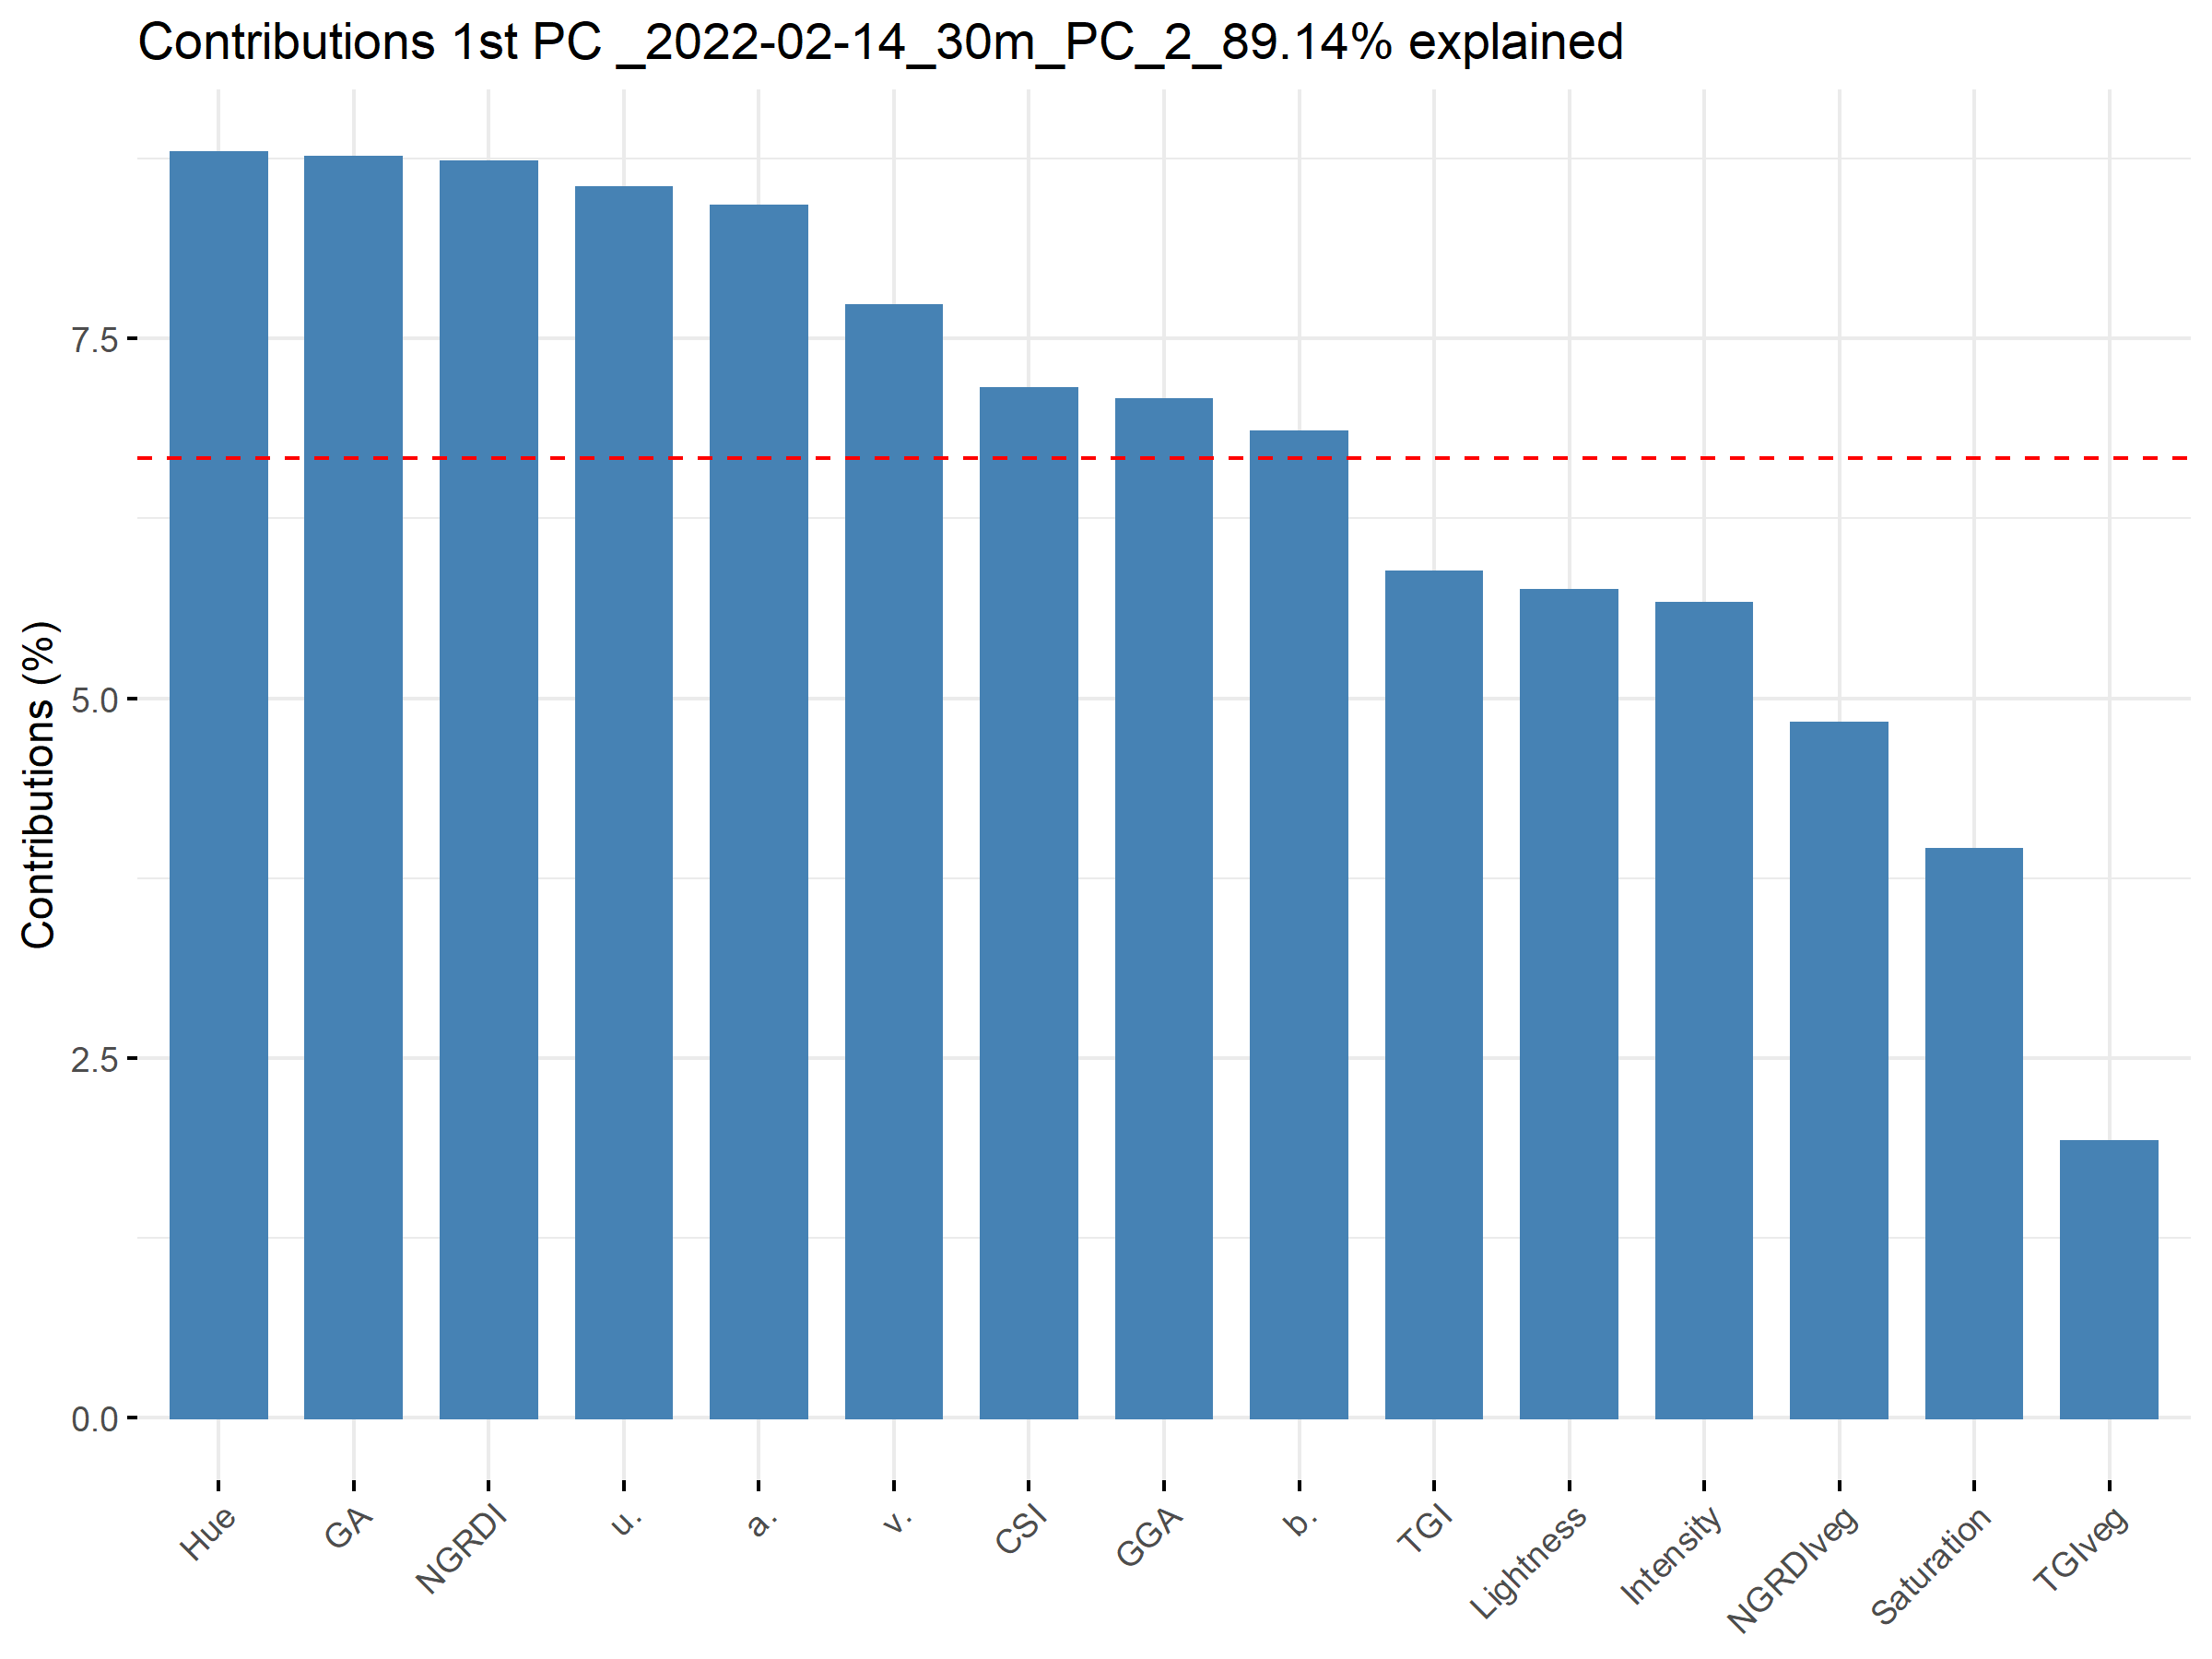 Contributions 1st PC _2022-02-14_30m_PC_2_89.14% explained
Contributions (%)
7.5
5.0
2.5
0.0
Hue
GA
NGRDI
u.
a.
v.
CSI
GGA
b.
TGI
Lightness
Intensity
NGRDIveg
Saturation
TGIveg